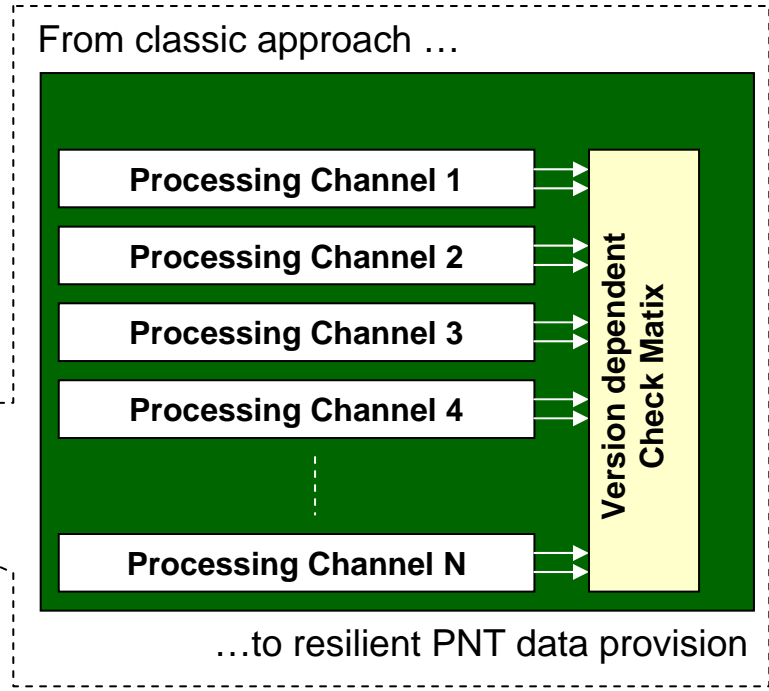 From classic approach …
Processing Channel 1
Processing Channel 2
Processing Channel 3
Processing Channel 4
Processing Channel N
Version dependent
Check Matix
…to resilient PNT data provision